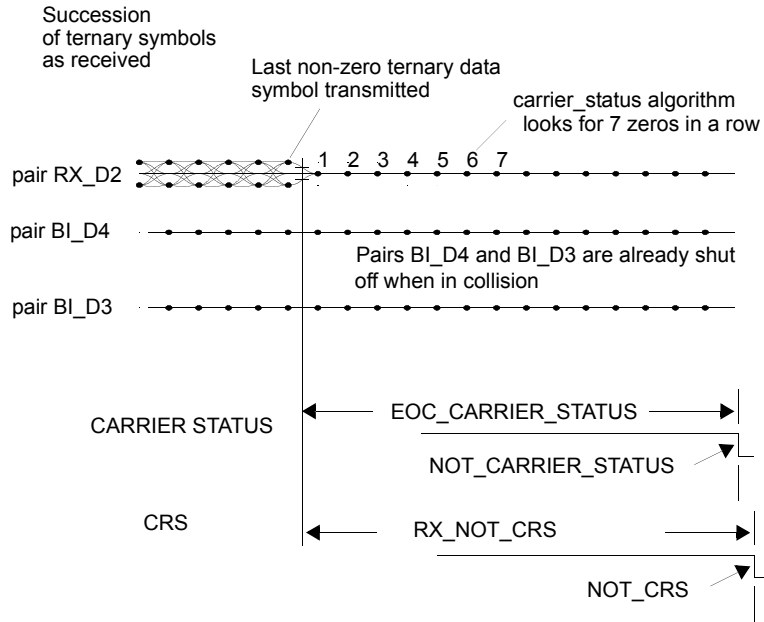 Succession
of ternary symbols
as received
Last non-zero ternary data
symbol transmitted
carrier_status algorithm
looks for 7 zeros in a row
1 2 3 4 5 6 7
pair RX_D2
pair BI_D4
Pairs BI_D4 and BI_D3 are already shut
off when in collision
pair BI_D3
EOC_CARRIER_STATUS
CARRIER STATUS
NOT_CARRIER_STATUS
CRS
RX_NOT_CRS
NOT_CRS